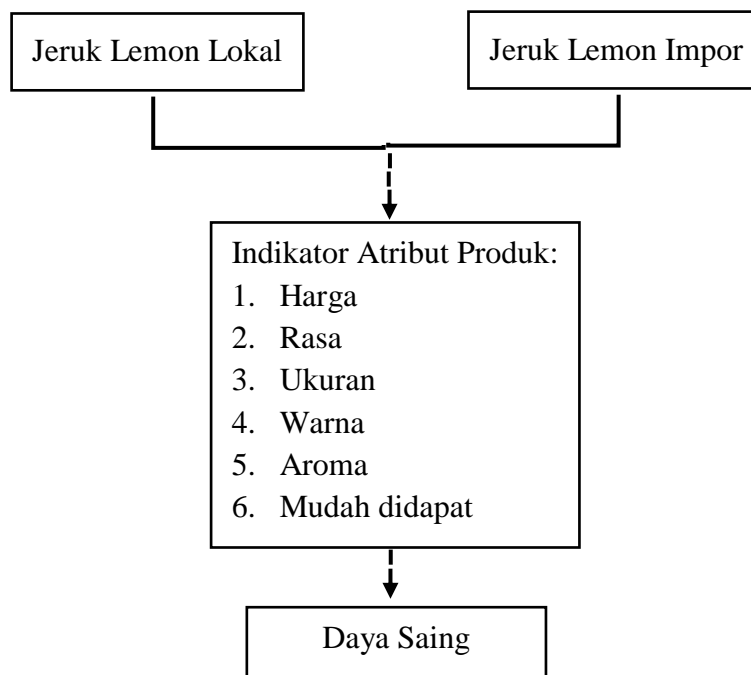 Jeruk Lemon Lokal
Jeruk Lemon Impor
Indikator Atribut Produk:
1. Harga
2. Rasa
3. Ukuran
4. Warna
5. Aroma
6. Mudah didapat
Daya Saing